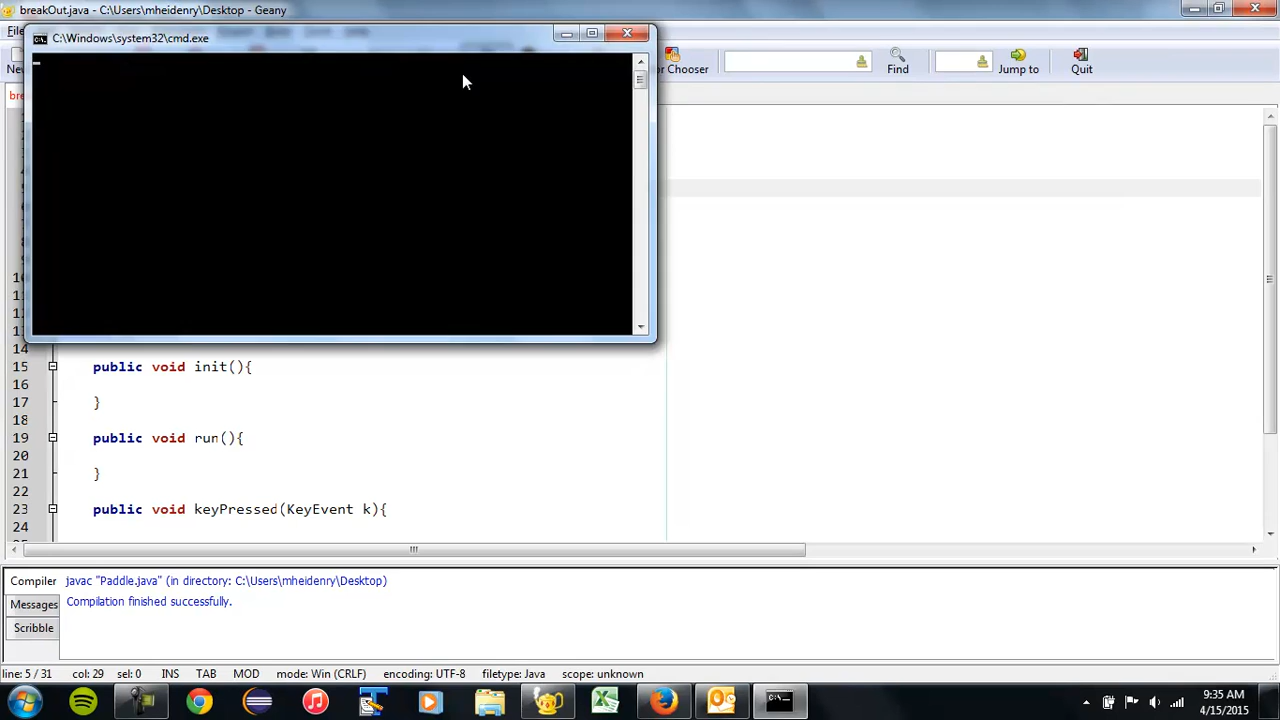 breakOut.java - C:\Users\mheidenry\Desktop - Geany
C:\Windows\system32\cmd.exe
Chooser
Find
Jump to
Quit
10
11
12
13
14
15 public void init(){
16
17 }
18
19 public void run(){
20
21 }
22
23 public void keyPressed(KeyEvent k){
24
Compiler
Messages
Scribble
javac "Paddle.java" (in directory: C:\Users\mheidenry\Desktop)
Compilation finished successfully.
line: 5 / 31 col: 29 sel: 0 INS TAB MOD mode: Win (CRLF) encoding: UTF-8 filetype: Java scope: unknown
9:35 AM
4/15/2015